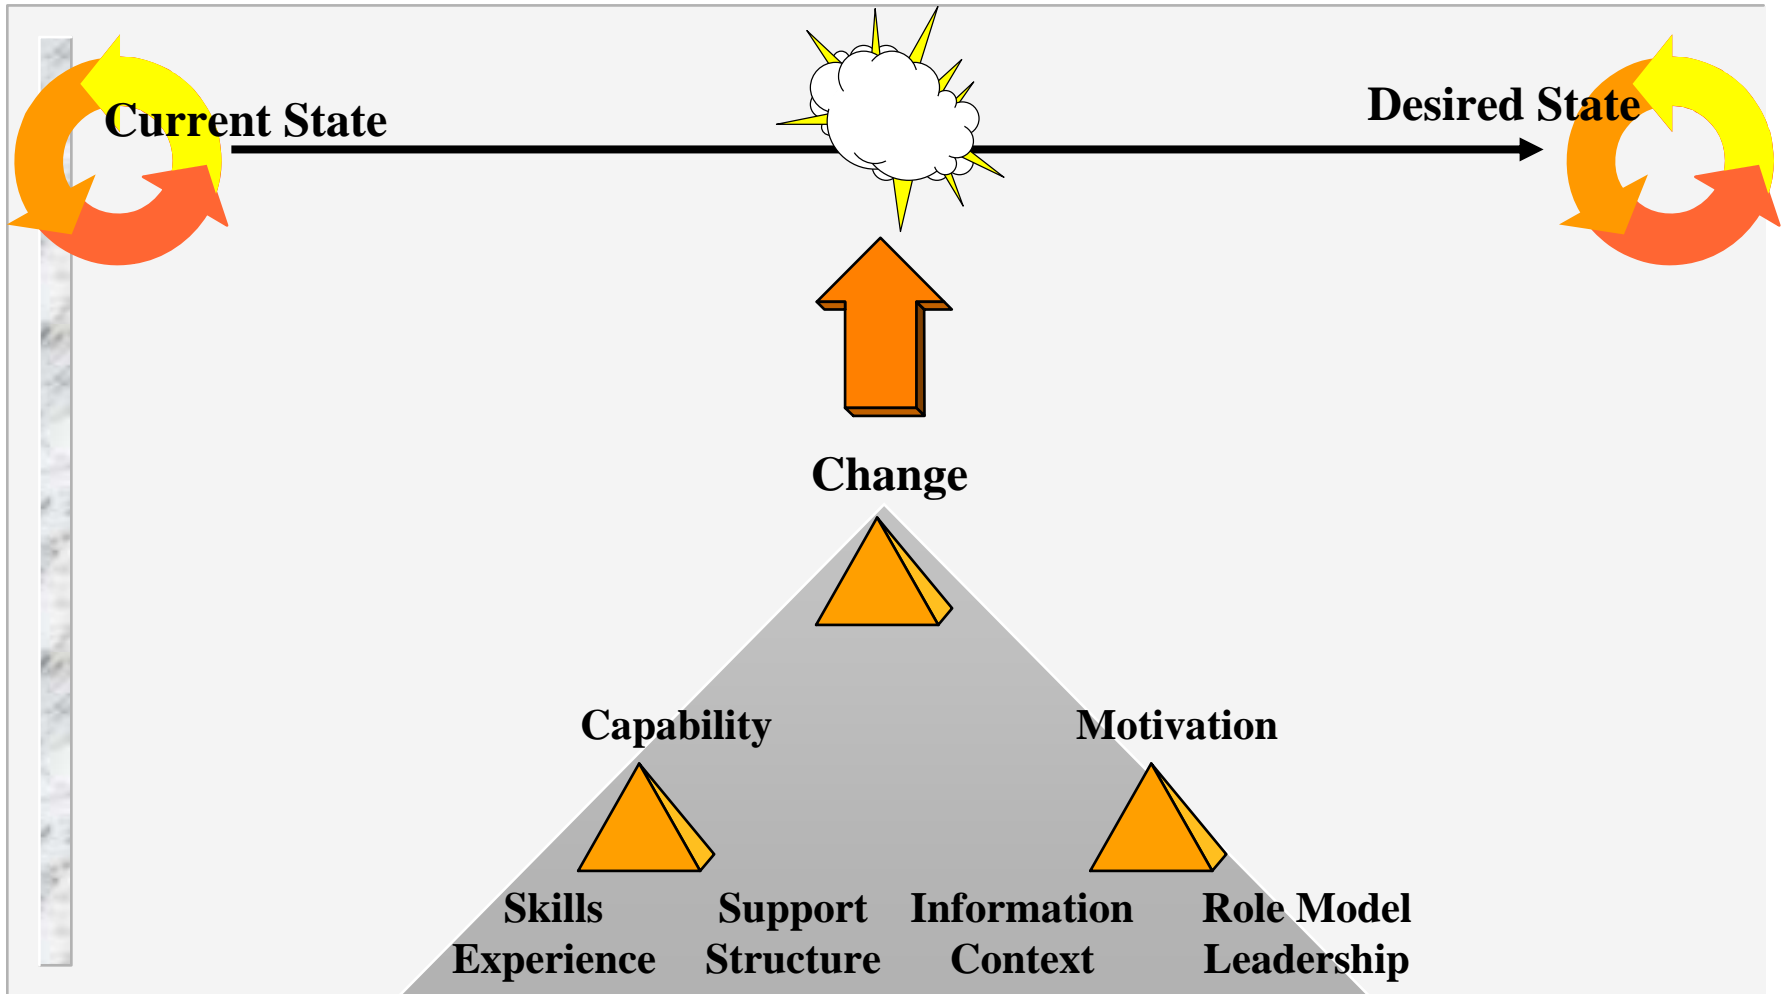 Current State
Desired State
Change
Capability
Motivation
Skills
Experience
Support
Structure
Information
Context
Role Model
Leadership